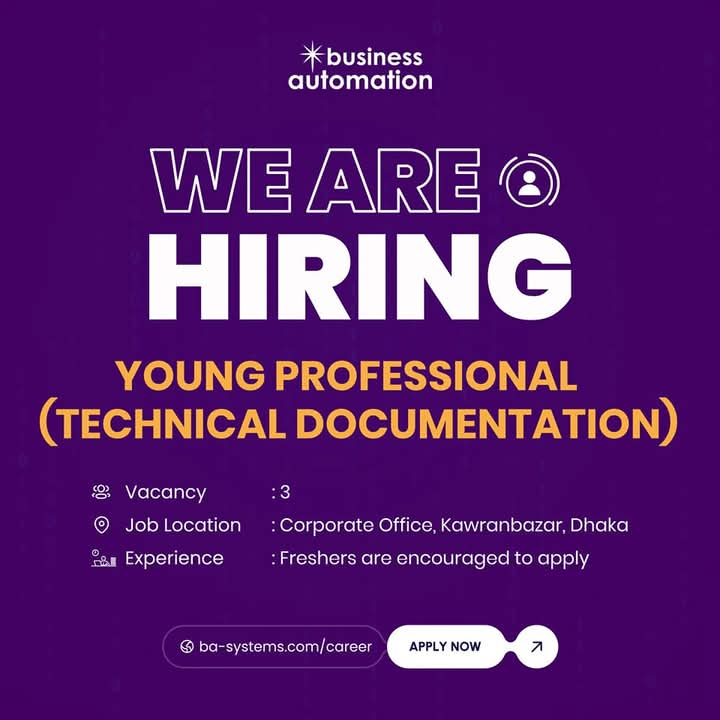 business
automation
WE ARE
HIRING
YOUNG PROFESSIONAL
(TECHNICAL DOCUMENTATION)
Vacancy : 3
Job Location : Corporate Office, Kawranbazar, Dhaka
Experience : Freshers are encouraged to apply
ba-systems.com/career APPLY NOW